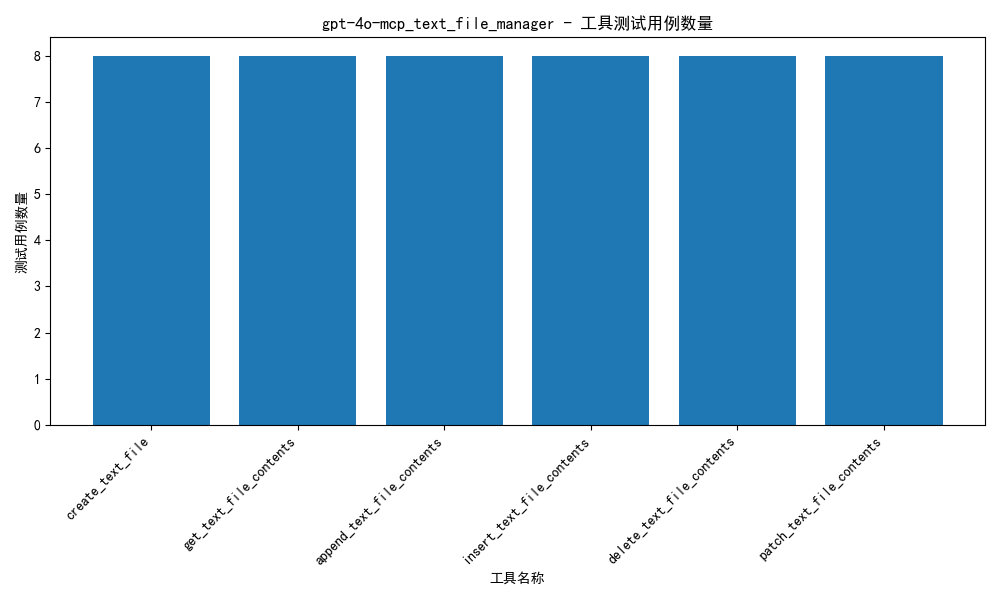 gpt-4o-mcp_text_file_manager - 工具测试用例数量
测试用例数量
8
7
6
5
4
3
2
1
0
create_text_file
get_text_file_contents
append_text_file_contents
insert_text_file_contents
delete_text_file_contents
patch_text_file_contents
工具名称